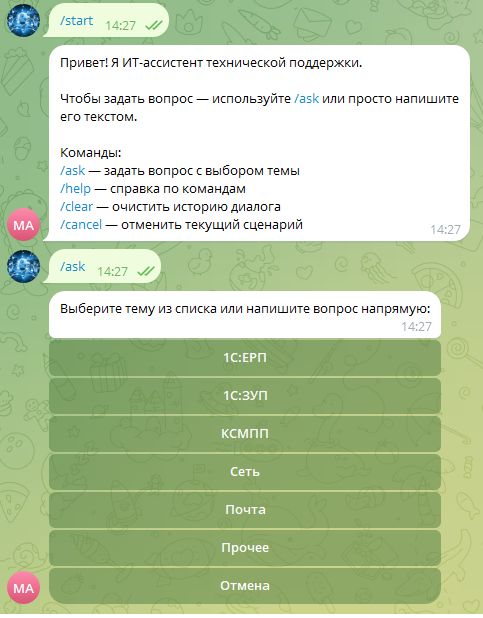 /start 14:27
Привет! Я ИТ-ассистент технической поддержки.
Чтобы задать вопрос — используйте /ask или просто напишите
его текстом.
Команды:
/ask — задать вопрос с выбором темы
/help — справка по командам
/clear — очистить историю диалога
/cancel — отменить текущий сценарий
14:27
МА
/ask 14:27
Выберите тему из списка или напишите вопрос напрямую:
14:27
1С:ЕРП
1С:ЗУП
КСМПП
Сеть
Почта
Прочее
Отмена
МА